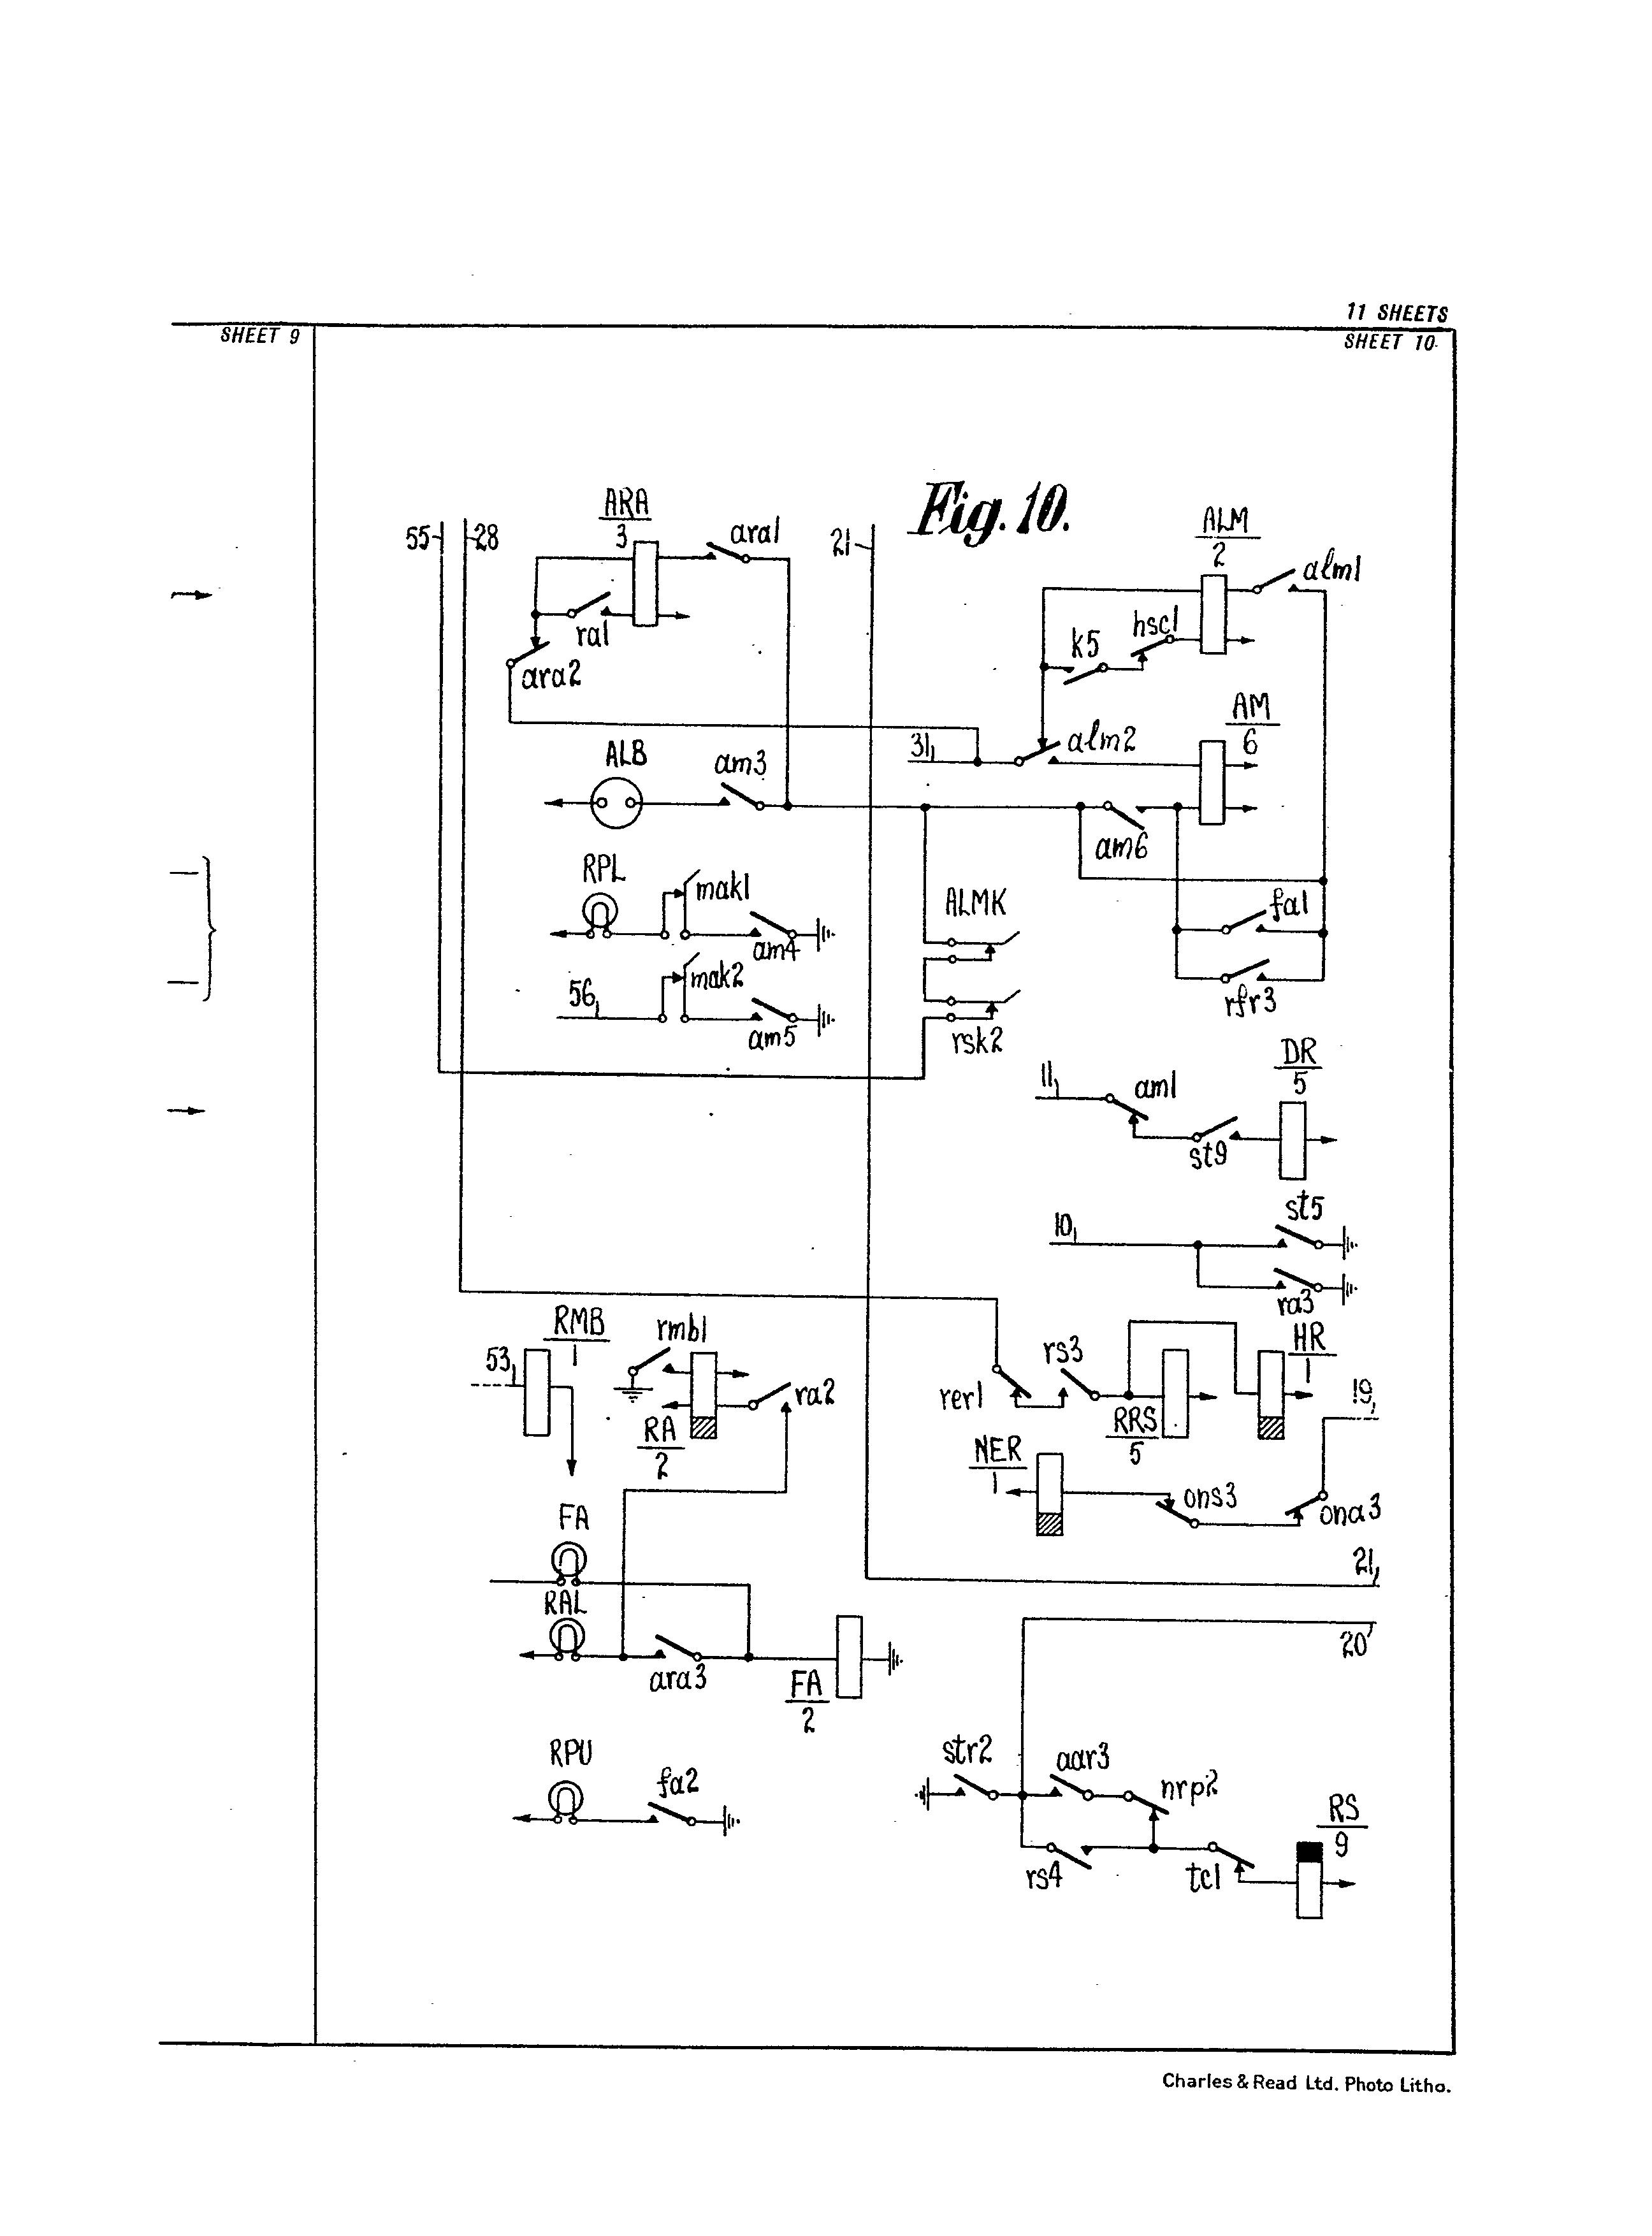 11 SHEETS
SHEET 9
SHEET 10
Fig. 10.
55
28
ARA
3
ara1
21
ALM
2
alm1
ra1
hsc1
k5
ara2
AM
6
31
alm2
ALB
am3
am6
RPL
mak1
ALMK
fa1
am4
mak2
56
rfr3
am5
rsk2
DR
5
11
am1
st9
st5
10
ra3
RMB
1
rmb1
HR
1
53
rs3
ra2
rer1
19
RA
2
RRS
5
NER
1
ons3
ona3
FA
21
RAL
20
ara3
FA
2
RPU
fa2
str2
aar3
nrp2
RS
9
rs4
tc1
Charles & Read Ltd. Photo Litho.